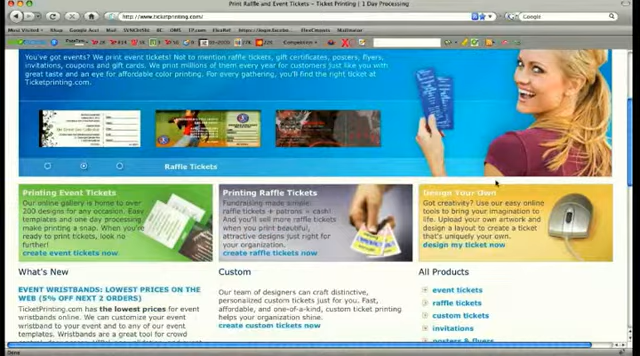 Print Raffle and Event Tickets – Ticket Printing | 1 Day Processing
http://www.ticketprinting.com/
Google
Most Visited
You've got events? We print event tickets! Not to mention raffle tickets, gift certificates, posters, flyers,
invitations, coupons and gift cards. We print millions of them every year for customers just like you with
great taste and an eye for affordable color printing. For every gathering, you'll find the right ticket at
Ticketprinting.com.
Raffle Tickets
Printing Event Tickets
Our online gallery is home to over
200 designs for any occasion. Easy
templates and one day processing
make printing a snap. When you're
ready to print tickets, why look no
further!
create event tickets now
Printing Raffle Tickets
Fundraising made simple:
raffle tickets + patrons = cash!
And you'll sell more raffle tickets
when you print beautiful,
attractive designs just right for
your organization.
create raffle tickets now
Design Your Own
Got creativity? Use our easy online
tools to bring your imagination to
life. Upload your own artwork and
design a layout to create a ticket
that's uniquely your own.
design my ticket now
What's New
EVENT WRISTBANDS: LOWEST PRICES ON THE
WEB (5% OFF NEXT 2 ORDERS)
TicketPrinting.com has the lowest prices for event
wristbands online. We can customize your event
wristband to your event and to any of our event
templates. Wristbands are a great tool for crowd
Custom
Our team of designers can craft distinctive,
personalized custom tickets just for you. Fast,
affordable, and one-of-a-kind, custom ticket printing
helps your organization shine.
create custom tickets now
All Products
event tickets
raffle tickets
custom tickets
invitations
posters & flyers
Done